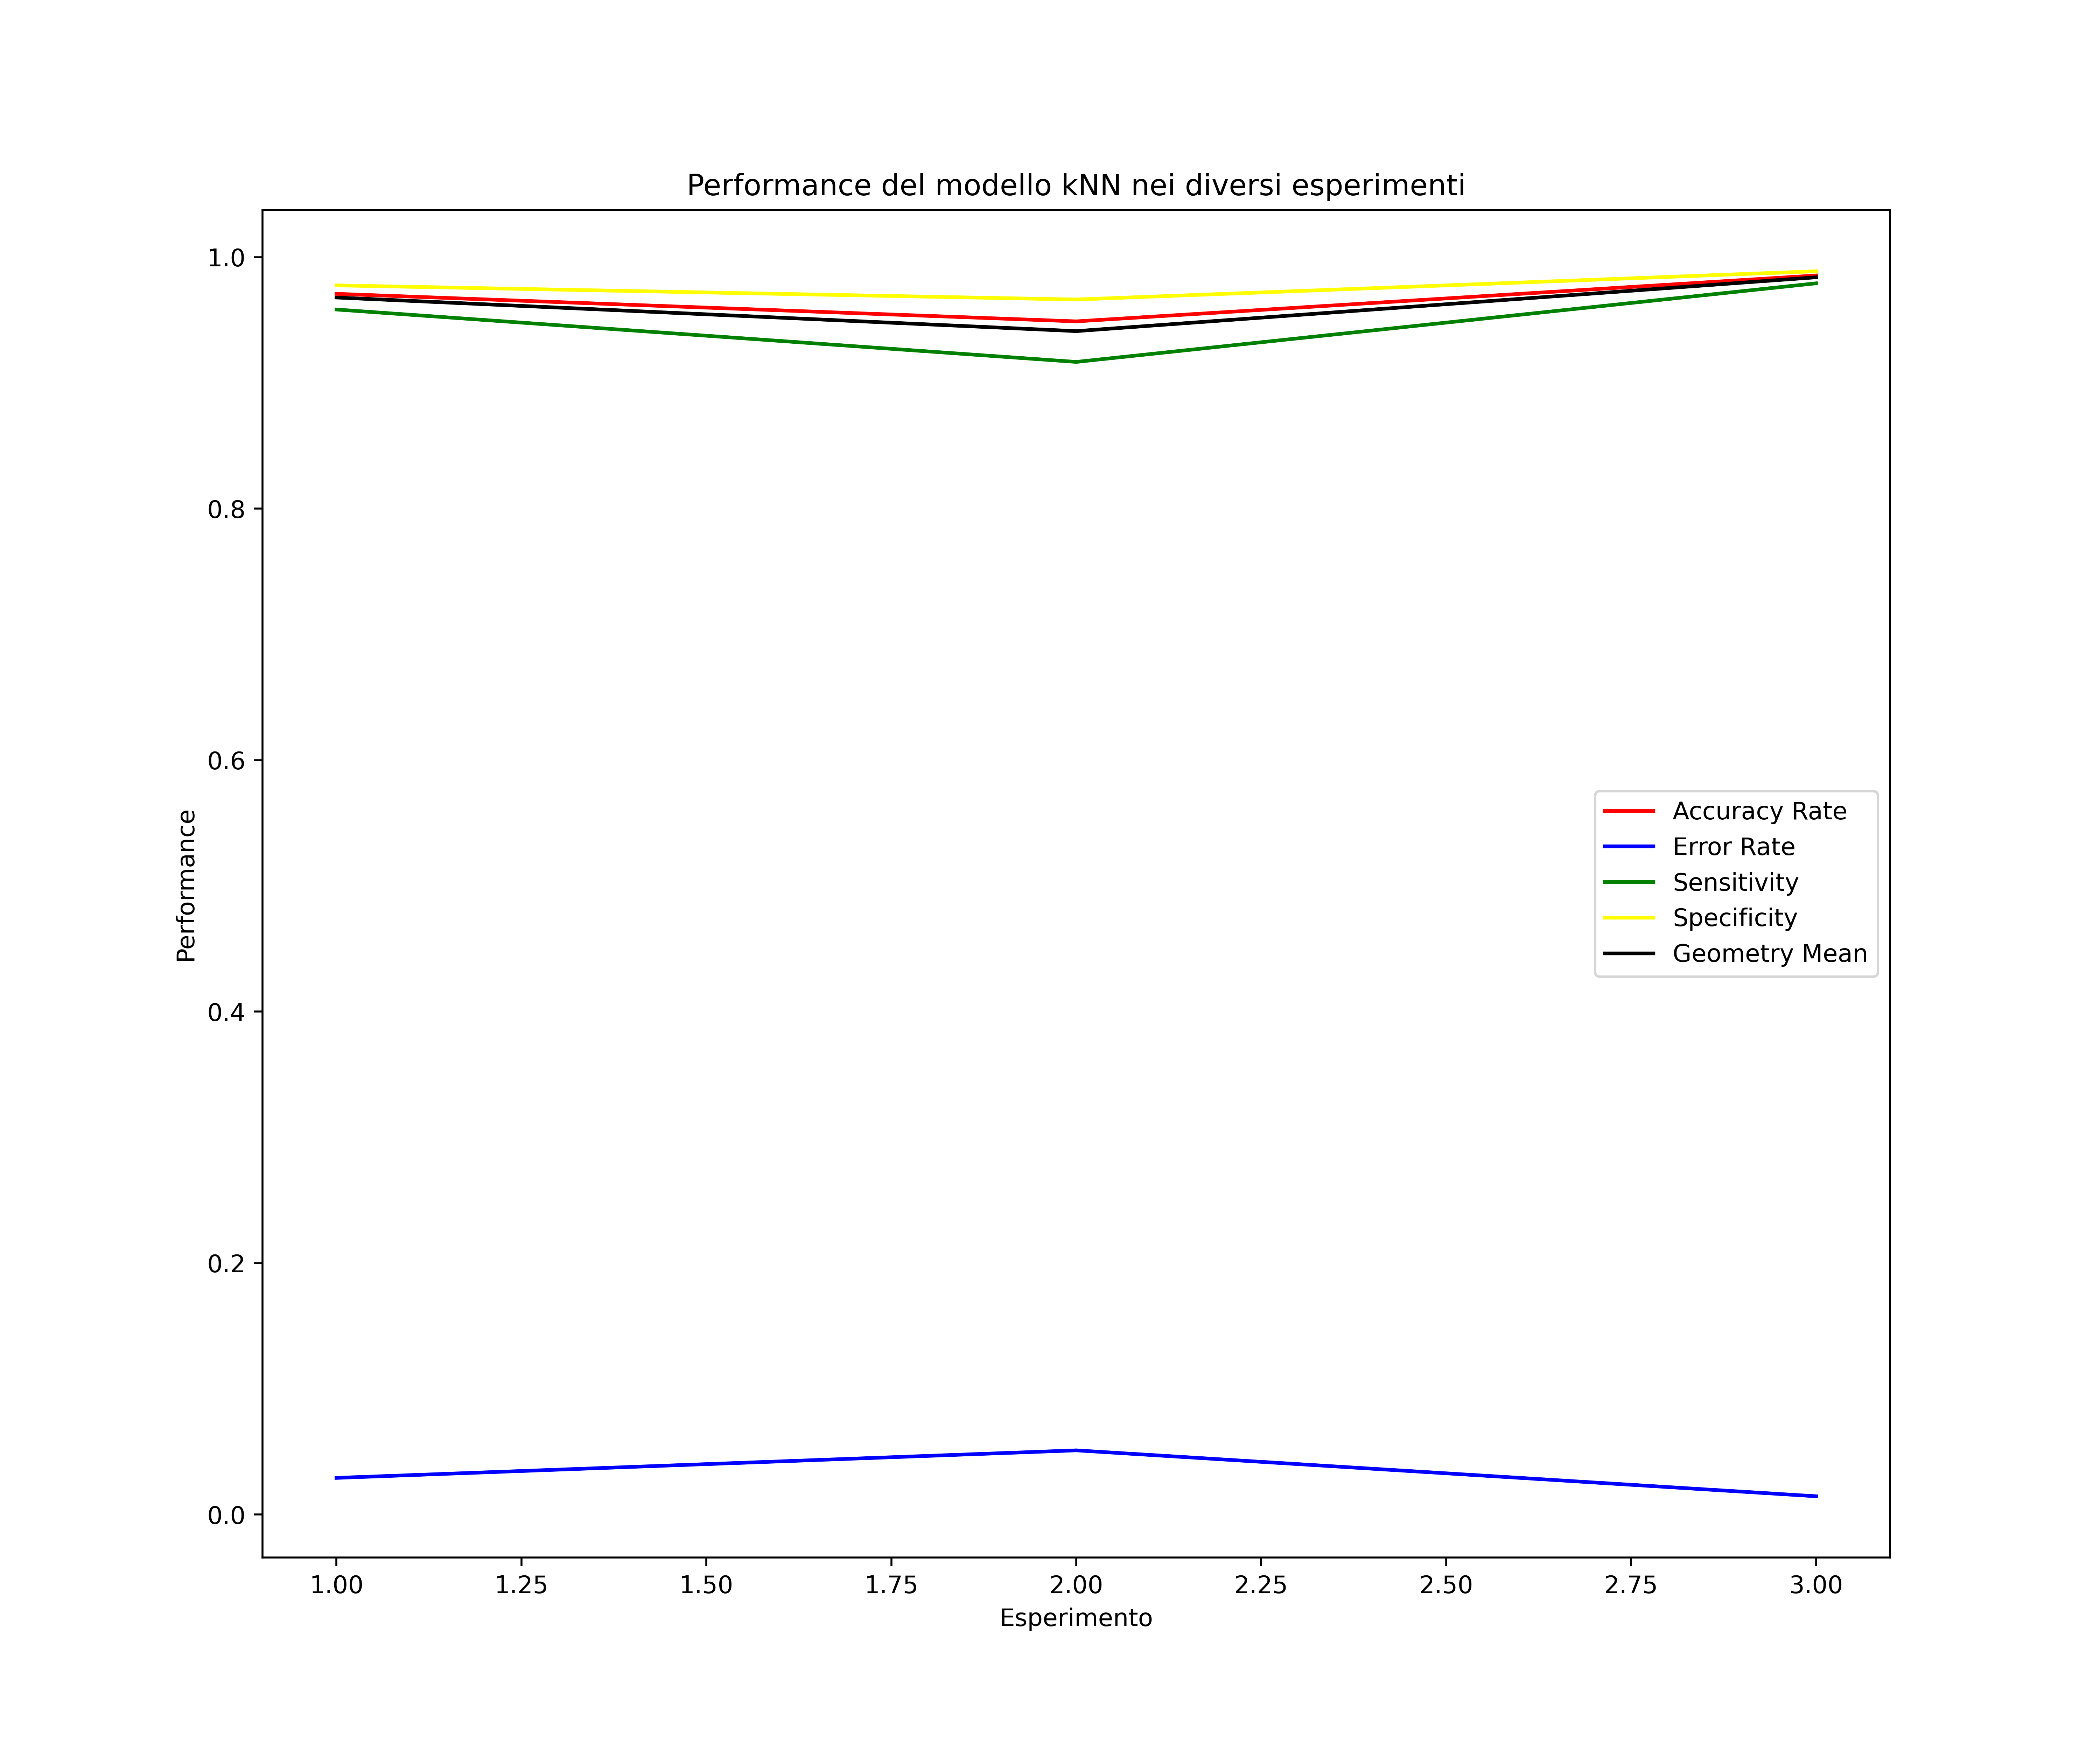 Performance del modello kNN nei diversi esperimenti
1.0
0.8
0.6
0.4
0.2
0.0
Performance
Accuracy Rate
Error Rate
Sensitivity
Specificity
Geometry Mean
1.00 1.25 1.50 1.75 2.00 2.25 2.50 2.75 3.00
Esperimento